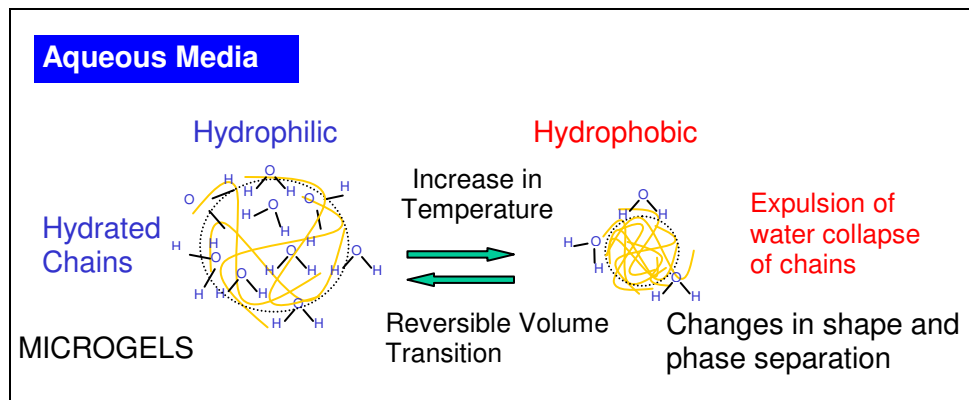 Aqueous Media
Hydrophilic
Hydrophobic
Increase in
Temperature
Hydrated
Chains
Expulsion of
water collapse
of chains
Reversible Volume
Transition
MICROGELS
Changes in shape and
phase separation
H
O
H
H
H
O
H
O
H
O
H
H
H
O
H
H
O
H
H
O
H
H
O
H
H
O
H
H
O
H
H
H
O
H
O
H
H